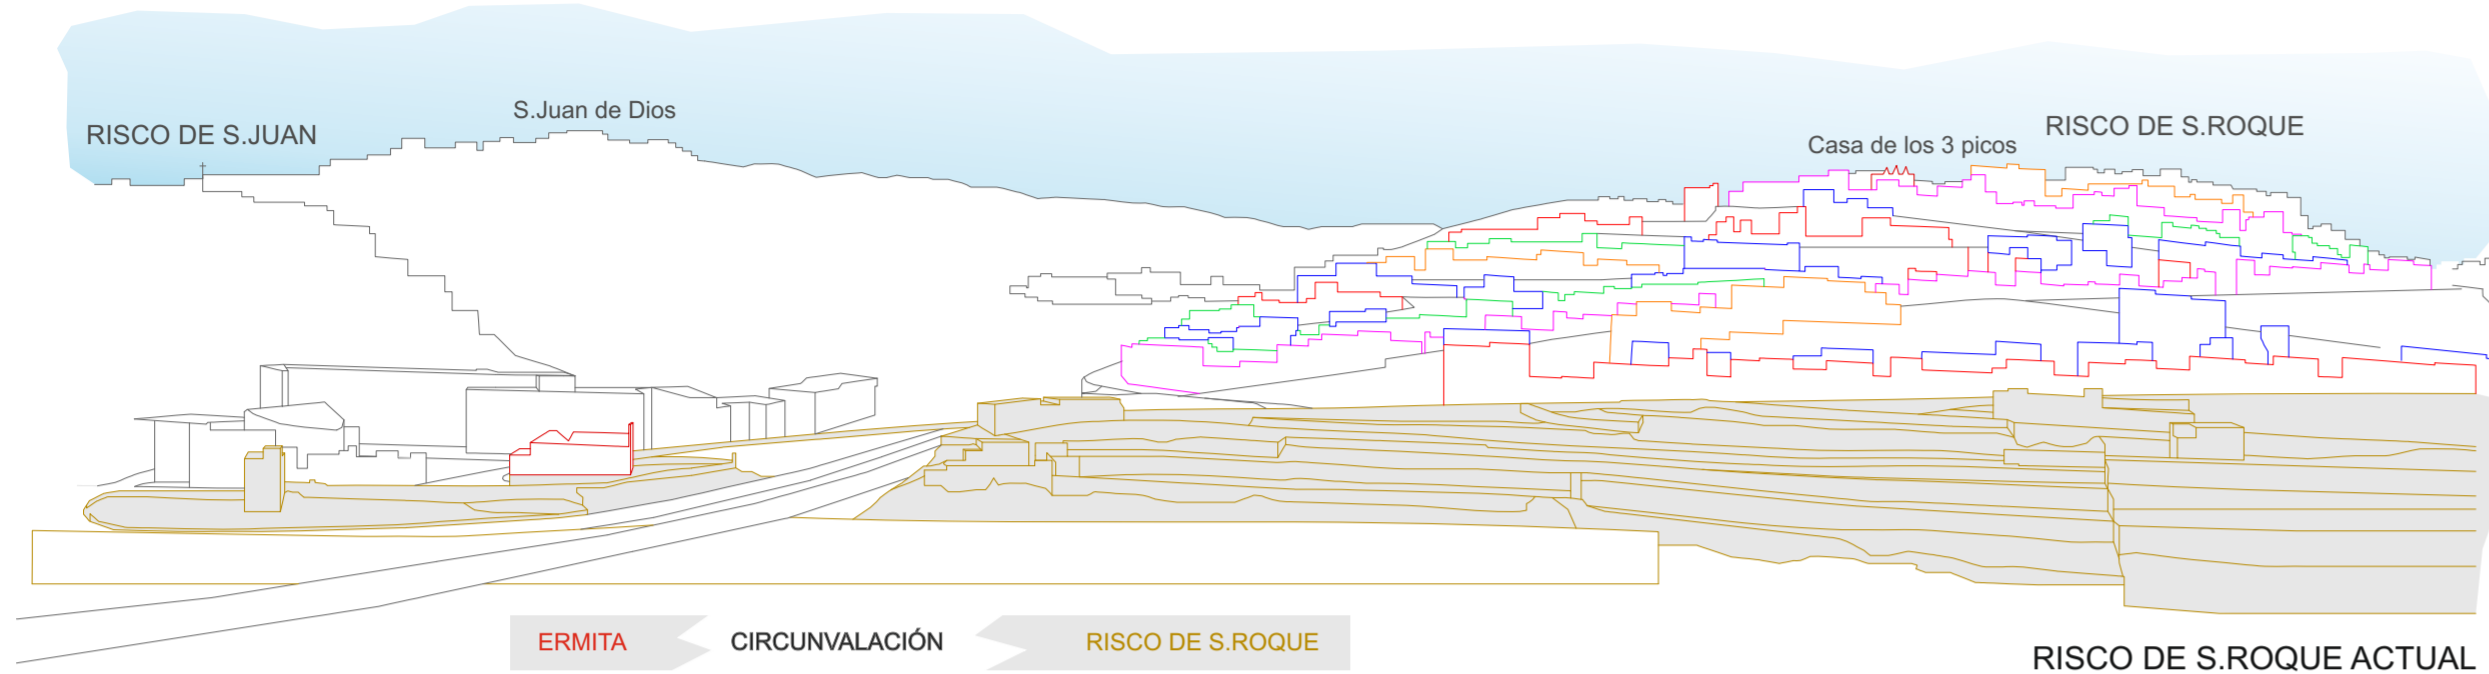 S.Juan de Dios
RISCO DE S.JUAN
RISCO DE S.ROQUE
Casa de los 3 picos
ERMITA
CIRCUNVALACIÓN
RISCO DE S.ROQUE
RISCO DE S.ROQUE ACTUAL